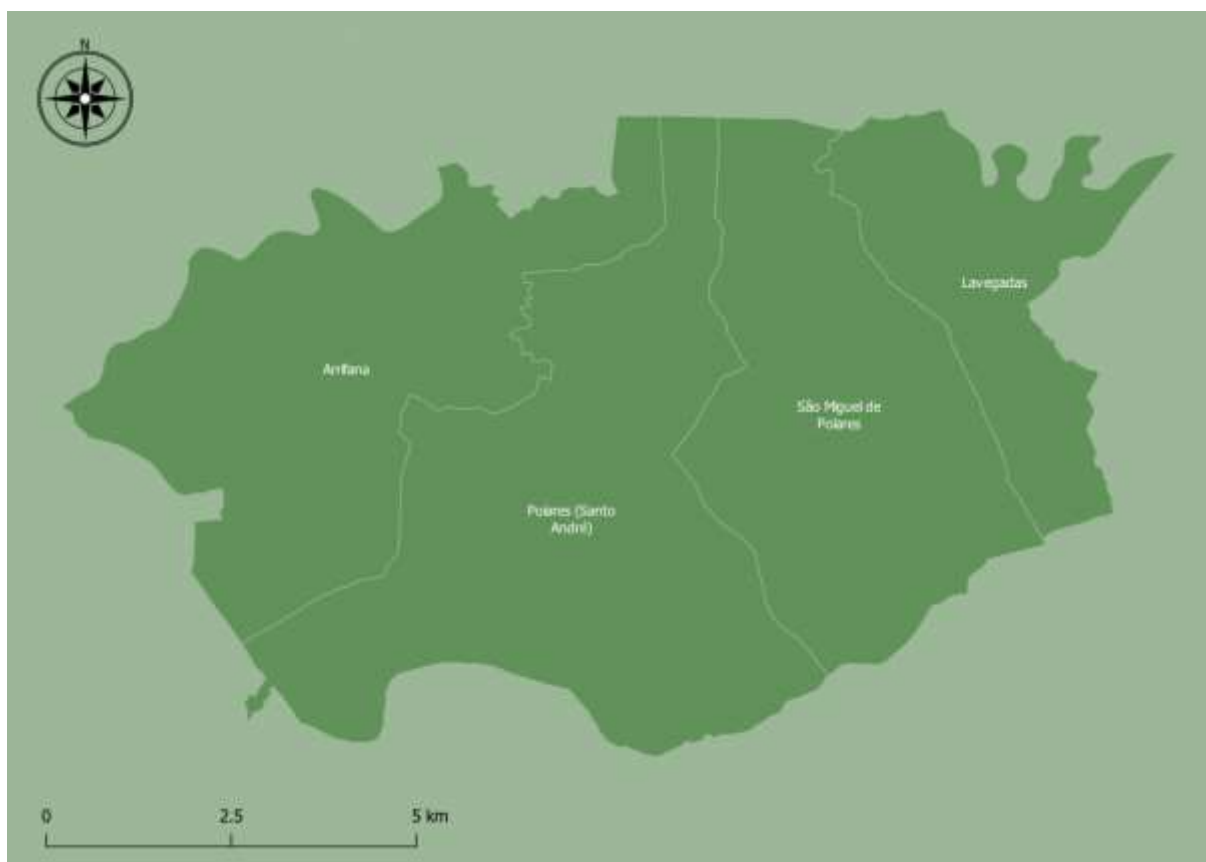 N
Lavegadas
Arrifana
São Miguel de
Poiares
Poiares (Santo
André)
0 2.5 5 km